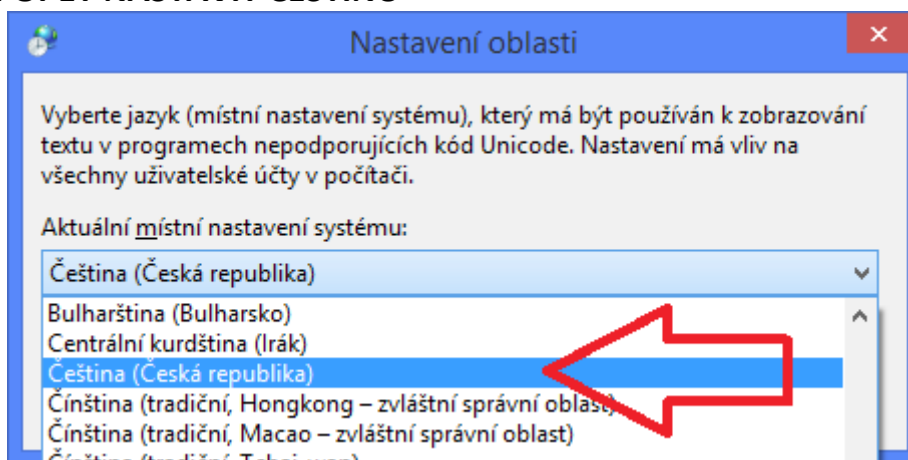 Nastavení oblasti
Vyberte jazyk (místní nastavení systému), který má být používán k zobrazování
textu v programech nepodporujících kód Unicode. Nastavení má vliv na
všechny uživatelské účty v počítači.
Aktuální místní nastavení systému:
Čeština (Česká republika)
Bulharština (Bulharsko)
Centrální kurdština (Irák)
Čeština (Česká republika)
Čínština (tradiční, Hongkong – zvláštní správní oblast)
Čínština (tradiční, Macao – zvláštní správní oblast)